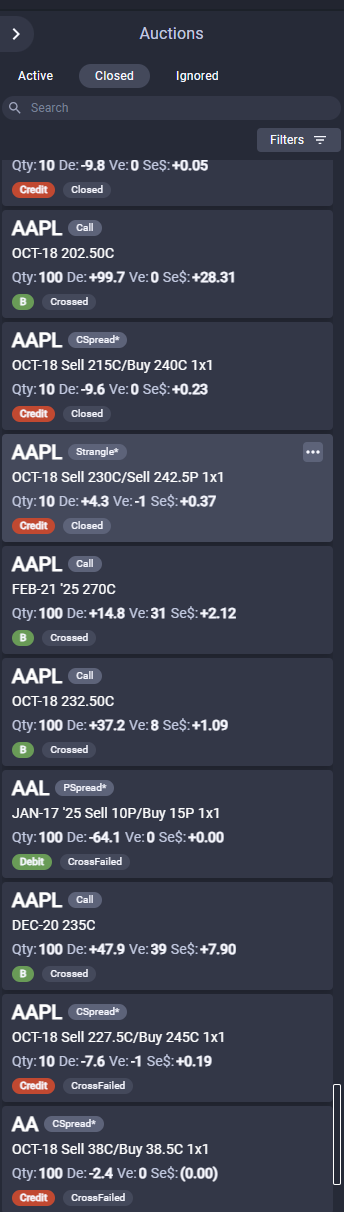 Auctions
Active Closed Ignored
Search
Filters
Qty: 10 De: -9.8 Ve: 0 Se$: +0.05
Credit Closed
AAPL Call
OCT-18 202.50C
Qty: 100 De: +99.7 Ve: 0 Se$: +28.31
B Crossed
AAPL CSpread*
OCT-18 Sell 215C/Buy 240C 1x1
Qty: 10 De: -9.6 Ve: 0 Se$: +0.23
Credit Closed
AAPL Strangle*
OCT-18 Sell 230C/Sell 242.5P 1x1
Qty: 10 De: +4.3 Ve: -1 Se$: +0.37
Credit Closed
AAPL Call
FEB-21 '25 270C
Qty: 100 De: +14.8 Ve: 31 Se$: +2.12
B Crossed
AAPL Call
OCT-18 232.50C
Qty: 100 De: +37.2 Ve: 8 Se$: +1.09
B Crossed
AAL PSpread*
JAN-17 '25 Sell 10P/Buy 15P 1x1
Qty: 100 De: -64.1 Ve: 0 Se$: +0.00
Debit CrossFailed
AAPL Call
DEC-20 235C
Qty: 100 De: +47.9 Ve: 39 Se$: +7.90
B Crossed
AAPL CSpread*
OCT-18 Sell 227.5C/Buy 245C 1x1
Qty: 10 De: -7.6 Ve: -1 Se$: +0.19
Credit CrossFailed
AA CSpread*
OCT-18 Sell 38C/Buy 38.5C 1x1
Qty: 100 De: -2.4 Ve: 0 Se$: (0.00)
Credit CrossFailed